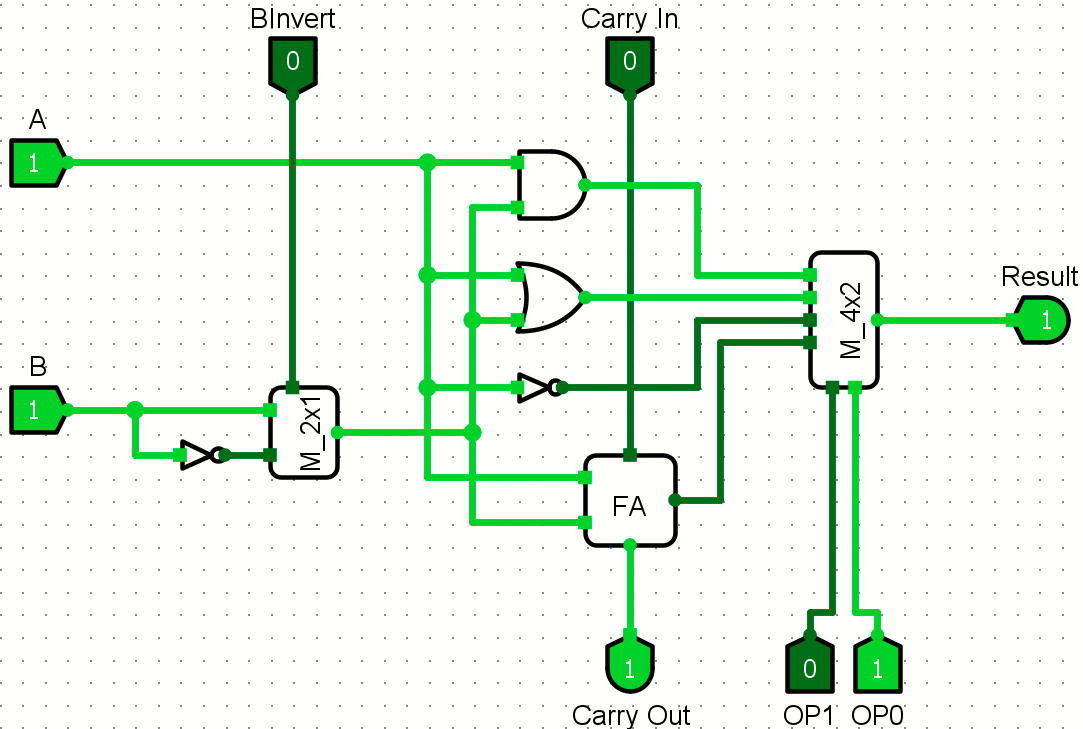 BInvert
Carry In
0
0
A
1
M_4x2
Result
1
B
1
M_2x1
FA
1
0
1
Carry Out
OP1
OP0